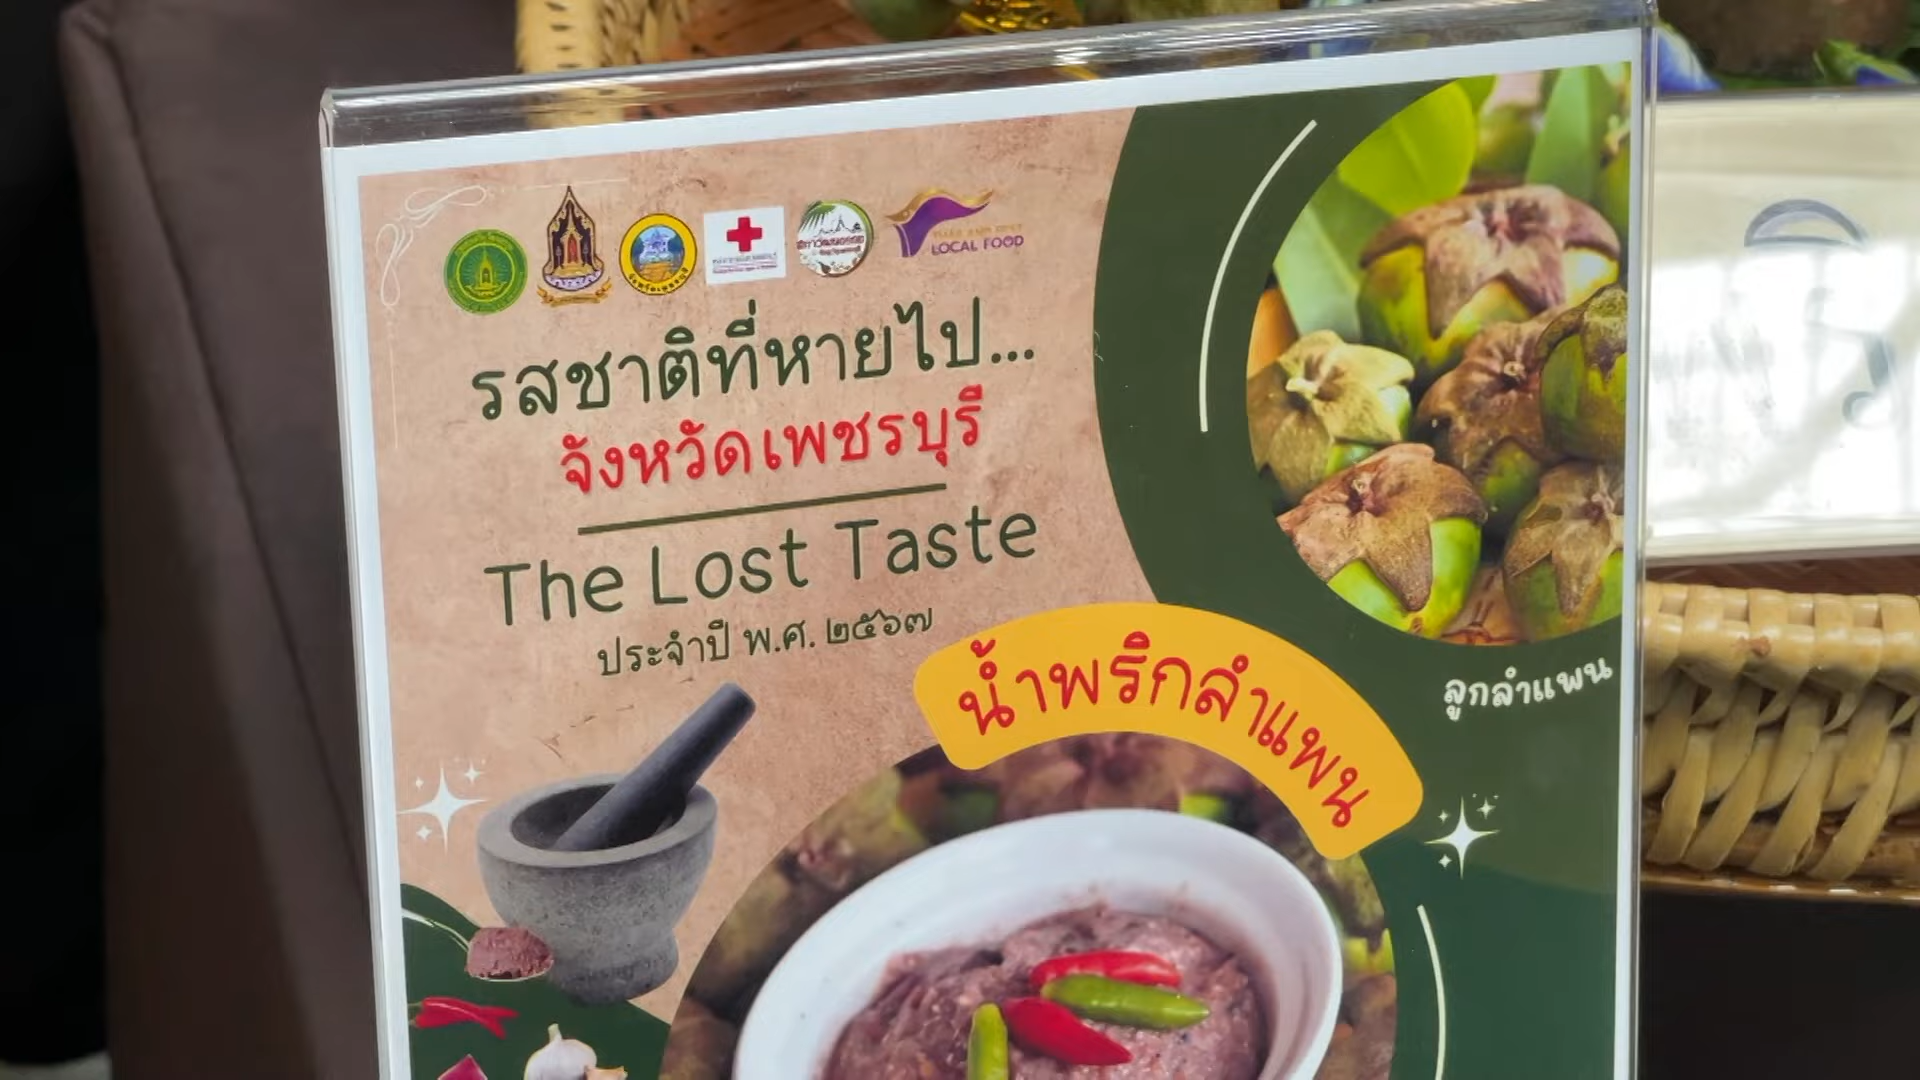 LOCAL FOOD
รสชาติที่หายไป...
จังหวัดเพชรบุรี
The Lost Taste
ประจำปี พ.ศ. ๒๕๖๗
น้ำพริกลำแพน
ลูกลำแพน